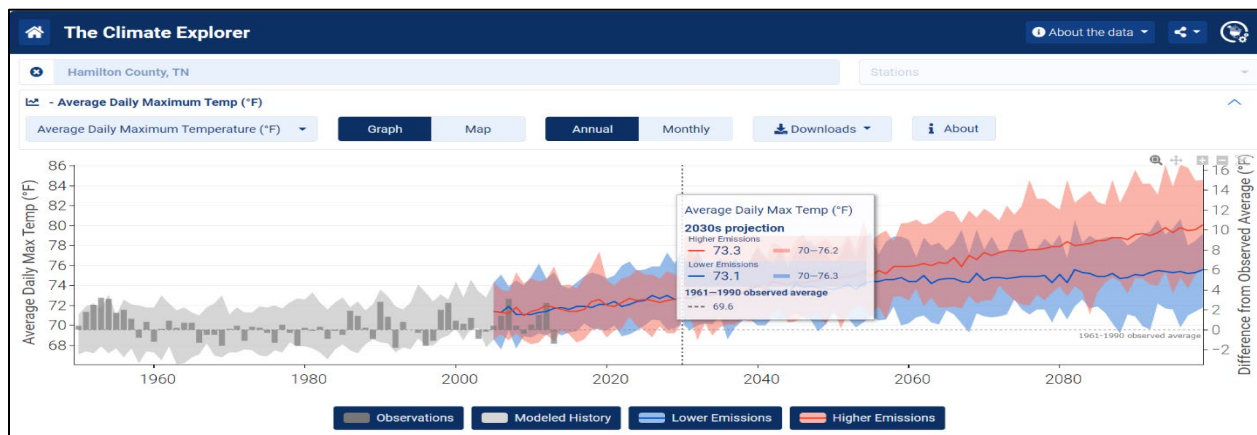 The Climate Explorer
About the data
Hamilton County, TN
Stations
- Average Daily Maximum Temp (°F)
Average Daily Maximum Temperature (°F)
Graph
Map
Annual
Monthly
Downloads
About
Average Daily Max Temp (°F)
86
84
82
80
78
76
74
72
70
68
Average Daily Max Temp (°F)
2030s projection
Higher Emissions
73.3 70–76.2
Lower Emissions
73.1 70–76.3
1961–1990 observed average
69.6
1961-1990 observed average
16
14
12
10
8
6
4
2
0
−2
Difference from Observed Average (°F)
1960 1980 2000 2020 2040 2060 2080
Observations
Modeled History
Lower Emissions
Higher Emissions